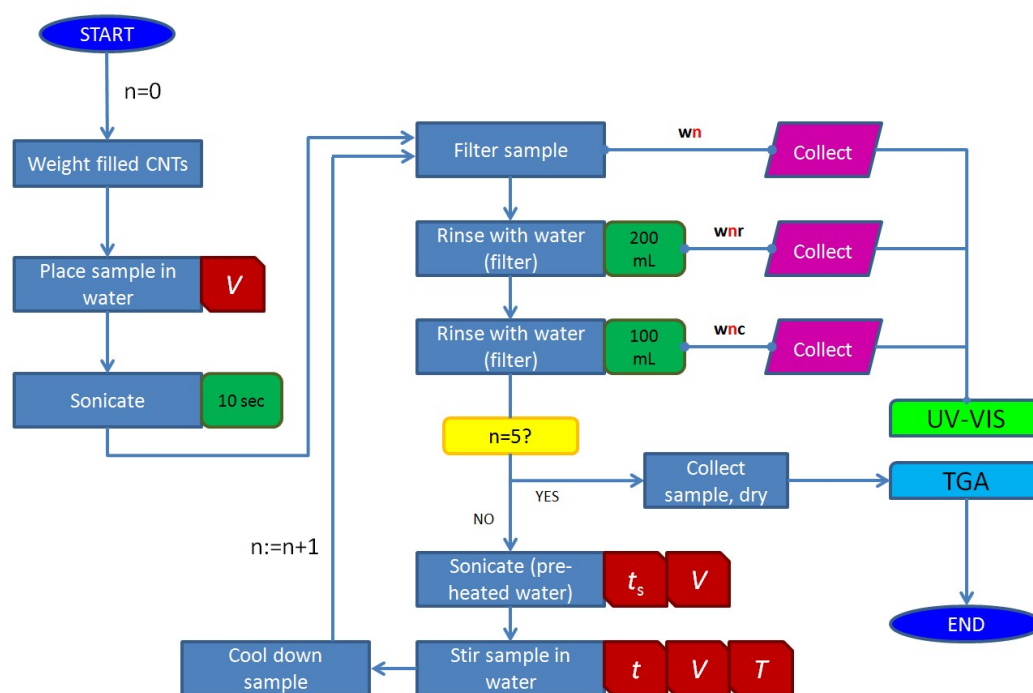 START
n=0
Weight filled CNTs
Place sample in
water
V
Sonicate
10 sec
Filter sample
wn
Collect
Rinse with water
(filter)
200
mL
wnr
Collect
Rinse with water
(filter)
100
mL
wnc
Collect
UV-VIS
n=5?
YES
Collect
sample, dry
TGA
NO
n:=n+1
Sonicate (pre-
heated water)
ts
V
END
Cool down
sample
Stir sample in
water
t
V
T